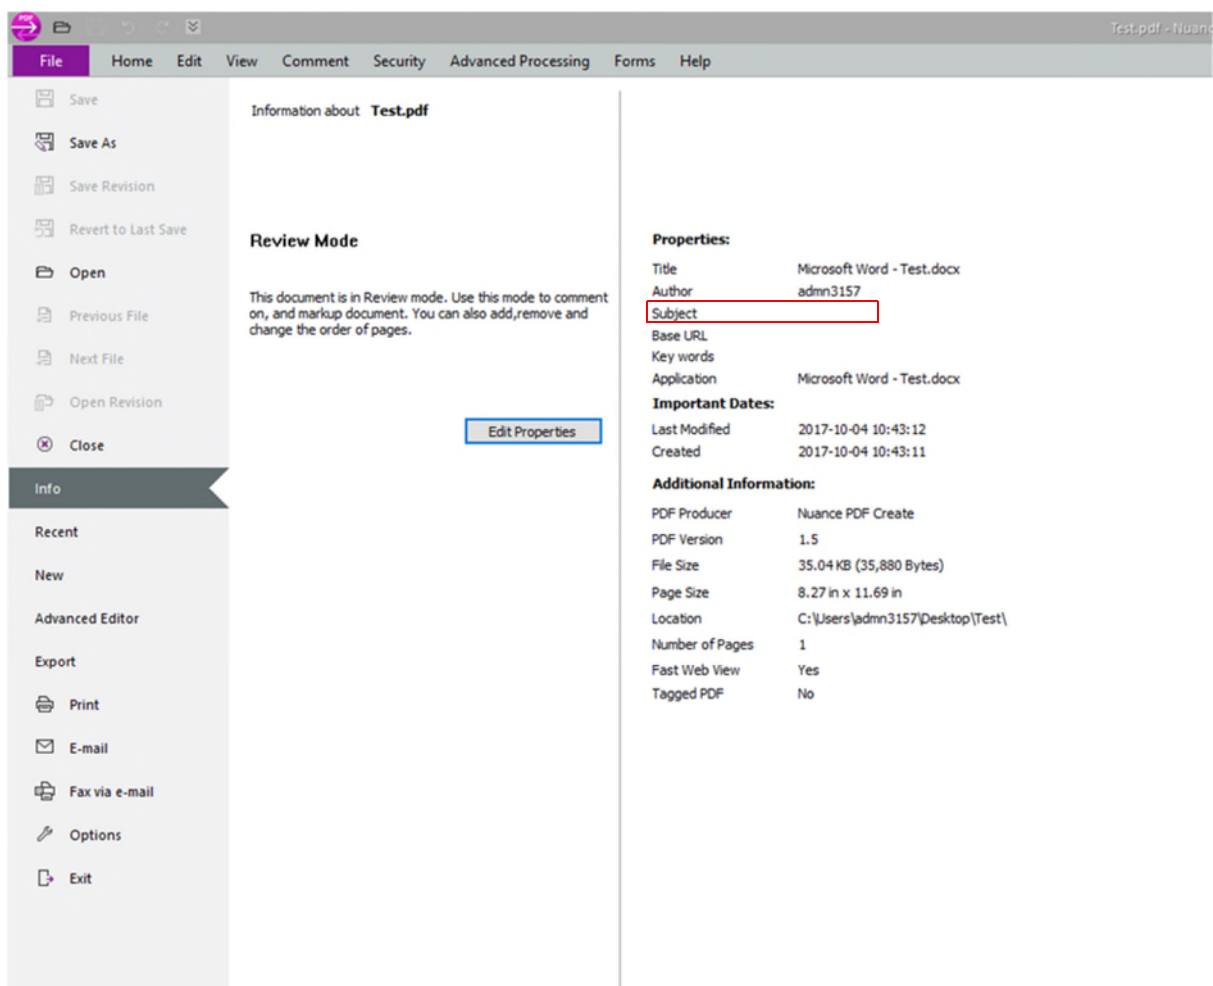 PDF
Test.pdf - Nuanc
File Home Edit View Comment Security Advanced Processing Forms Help
Save
Save As
Save Revision
Revert to Last Save
Open
Previous File
Next File
Open Revision
Close
Info
Recent
New
Advanced Editor
Export
Print
E-mail
Fax via e-mail
Options
Exit
Information about Test.pdf
Review Mode
This document is in Review mode. Use this mode to comment
on, and markup document. You can also add,remove and
change the order of pages.
Edit Properties
Properties:
Title Microsoft Word - Test.docx
Author admn3157
Subject
Base URL
Key words
Application Microsoft Word - Test.docx
Important Dates:
Last Modified 2017-10-04 10:43:12
Created 2017-10-04 10:43:11
Additional Information:
PDF Producer Nuance PDF Create
PDF Version 1.5
File Size 35.04 KB (35,880 Bytes)
Page Size 8.27 in x 11.69 in
Location C:\Users\admn3157\Desktop\Test\
Number of Pages 1
Fast Web View Yes
Tagged PDF No